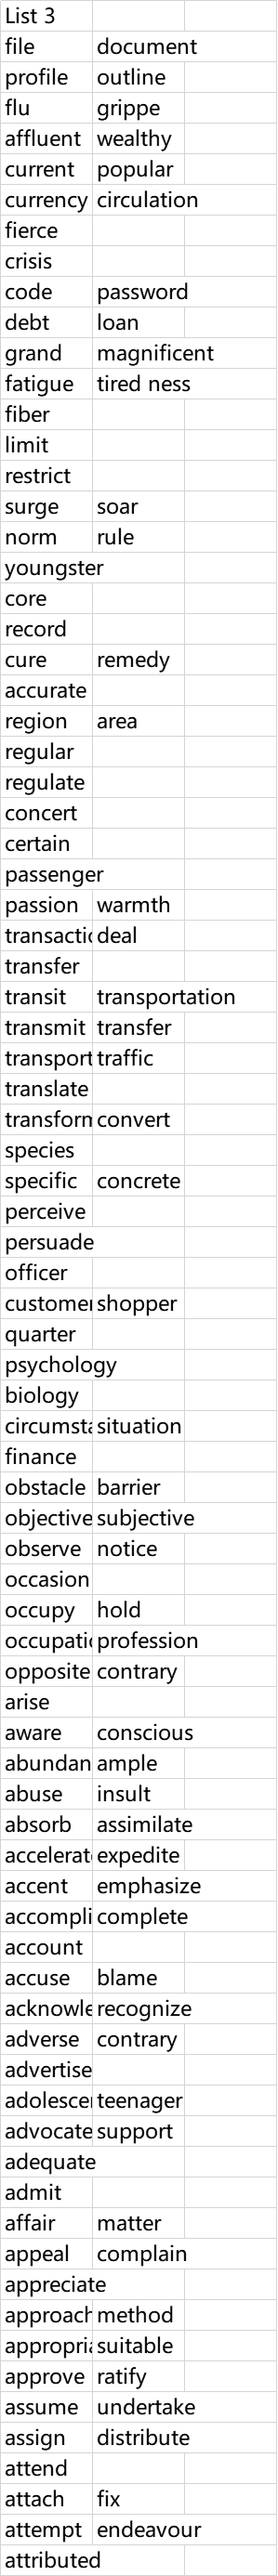 List 3
file document
profile outline
flu grippe
affluent wealthy
current popular
currency circulation
fierce
crisis
code password
debt loan
grand magnificent
fatigue tired ness
fiber
limit
restrict
surge soar
norm rule
youngster
core
record
cure remedy
accurate
region area
regular
regulate
concert
certain
passenger
passion warmth
transactio deal
transfer
transit transportation
transmit transfer
transport traffic
translate
transform convert
species
specific concrete
perceive
persuade
officer
customer shopper
quarter
psychology
biology
circumsta situation
finance
obstacle barrier
objective subjective
observe notice
occasion
occupy hold
occupatio profession
opposite contrary
arise
aware conscious
abundan ample
abuse insult
absorb assimilate
accelerat expedite
accent emphasize
accompli complete
account
accuse blame
acknowle recognize
adverse contrary
advertise
adolescen teenager
advocate support
adequate
admit
affair matter
appeal complain
appreciate
approach method
appropria suitable
approve ratify
assume undertake
assign distribute
attend
attach fix
attempt endeavour
attributed